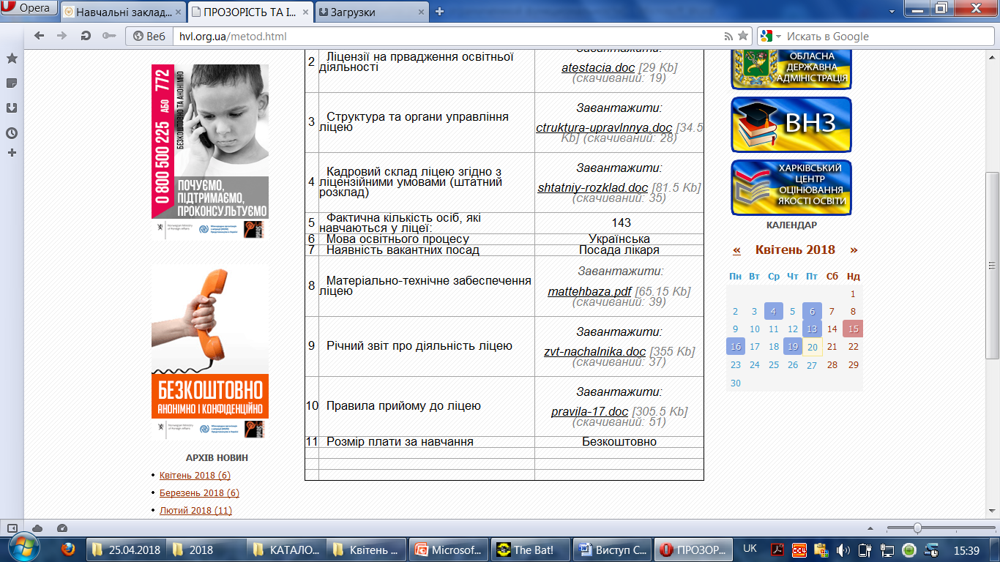 Opera
Навчальні заклад...
ПРОЗОРІСТЬ ТА І...
Загрузки
Веб
hvl.org.ua/metod.html
Искать в Google
0 800 500 225 АБО 772
БЕЗКОШТОВНО ТА АНОНІМНО
ПОЧУЄМО,
ПІДТРИМАЄМО,
ПРОКОНСУЛЬТУЄМО
Norwegian Ministry
of Foreign Affairs
БЕЗКОШТОВНО
АНОНІМНО І КОНФІДЕНЦІЙНО
Norwegian Ministry
of Foreign Affairs
АРХІВ НОВИН
Квітень 2018 (6)
Березень 2018 (6)
Лютий 2018 (11)
Завантажити:
2 Ліцензії на првадження освітньої
діяльності
atestacia.doc [29 Kb]
(скачиваний: 19)
3 Структура та органи управління
ліцею
Завантажити:
ctruktura-upravlnnya.doc [34.5
Kb] (скачиваний: 28)
4 Кадровий склад ліцею згідно з
ліцензійними умовами (штатний
розклад)
Завантажити:
shtatniy-rozklad.doc [81.5 Kb]
(скачиваний: 35)
5 Фактична кількість осіб, які
навчаються у ліцеї:
143
6 Мова освітнього процесу Українська
7 Наявність вакантних посад Посада лікаря
8 Матеріально-технічне забеспечення
ліцею
Завантажити:
mattehbaza.pdf [65.15 Kb]
(скачиваний: 39)
9 Річний звіт про діяльність ліцею
Завантажити:
zvt-nachalnika.doc [355 Kb]
(скачиваний: 37)
10 Правила прийому до ліцею
Завантажити:
pravila-17.doc [305.5 Kb]
(скачиваний: 51)
11 Розмір плати за навчання Безкоштовно
ОБЛАСНА
ДЕРЖАВНА
АДМІНІСТРАЦІЯ
ВНЗ
ХАРКІВСЬКИЙ
ЦЕНТР
ОЦІНЮВАННЯ
ЯКОСТІ ОСВІТИ
КАЛЕНДАР
« Квітень 2018 »
Пн Вт Ср Чт Пт Сб Нд
1
2 3 4 5 6 7 8
9 10 11 12 13 14 15
16 17 18 19 20 21 22
23 24 25 26 27 28 29
30
25.04.2018
2018
КАТАЛО...
Квітень ...
Microsof...
The Bat!
Виступ С...
ПРОЗОР...
UK
15:39